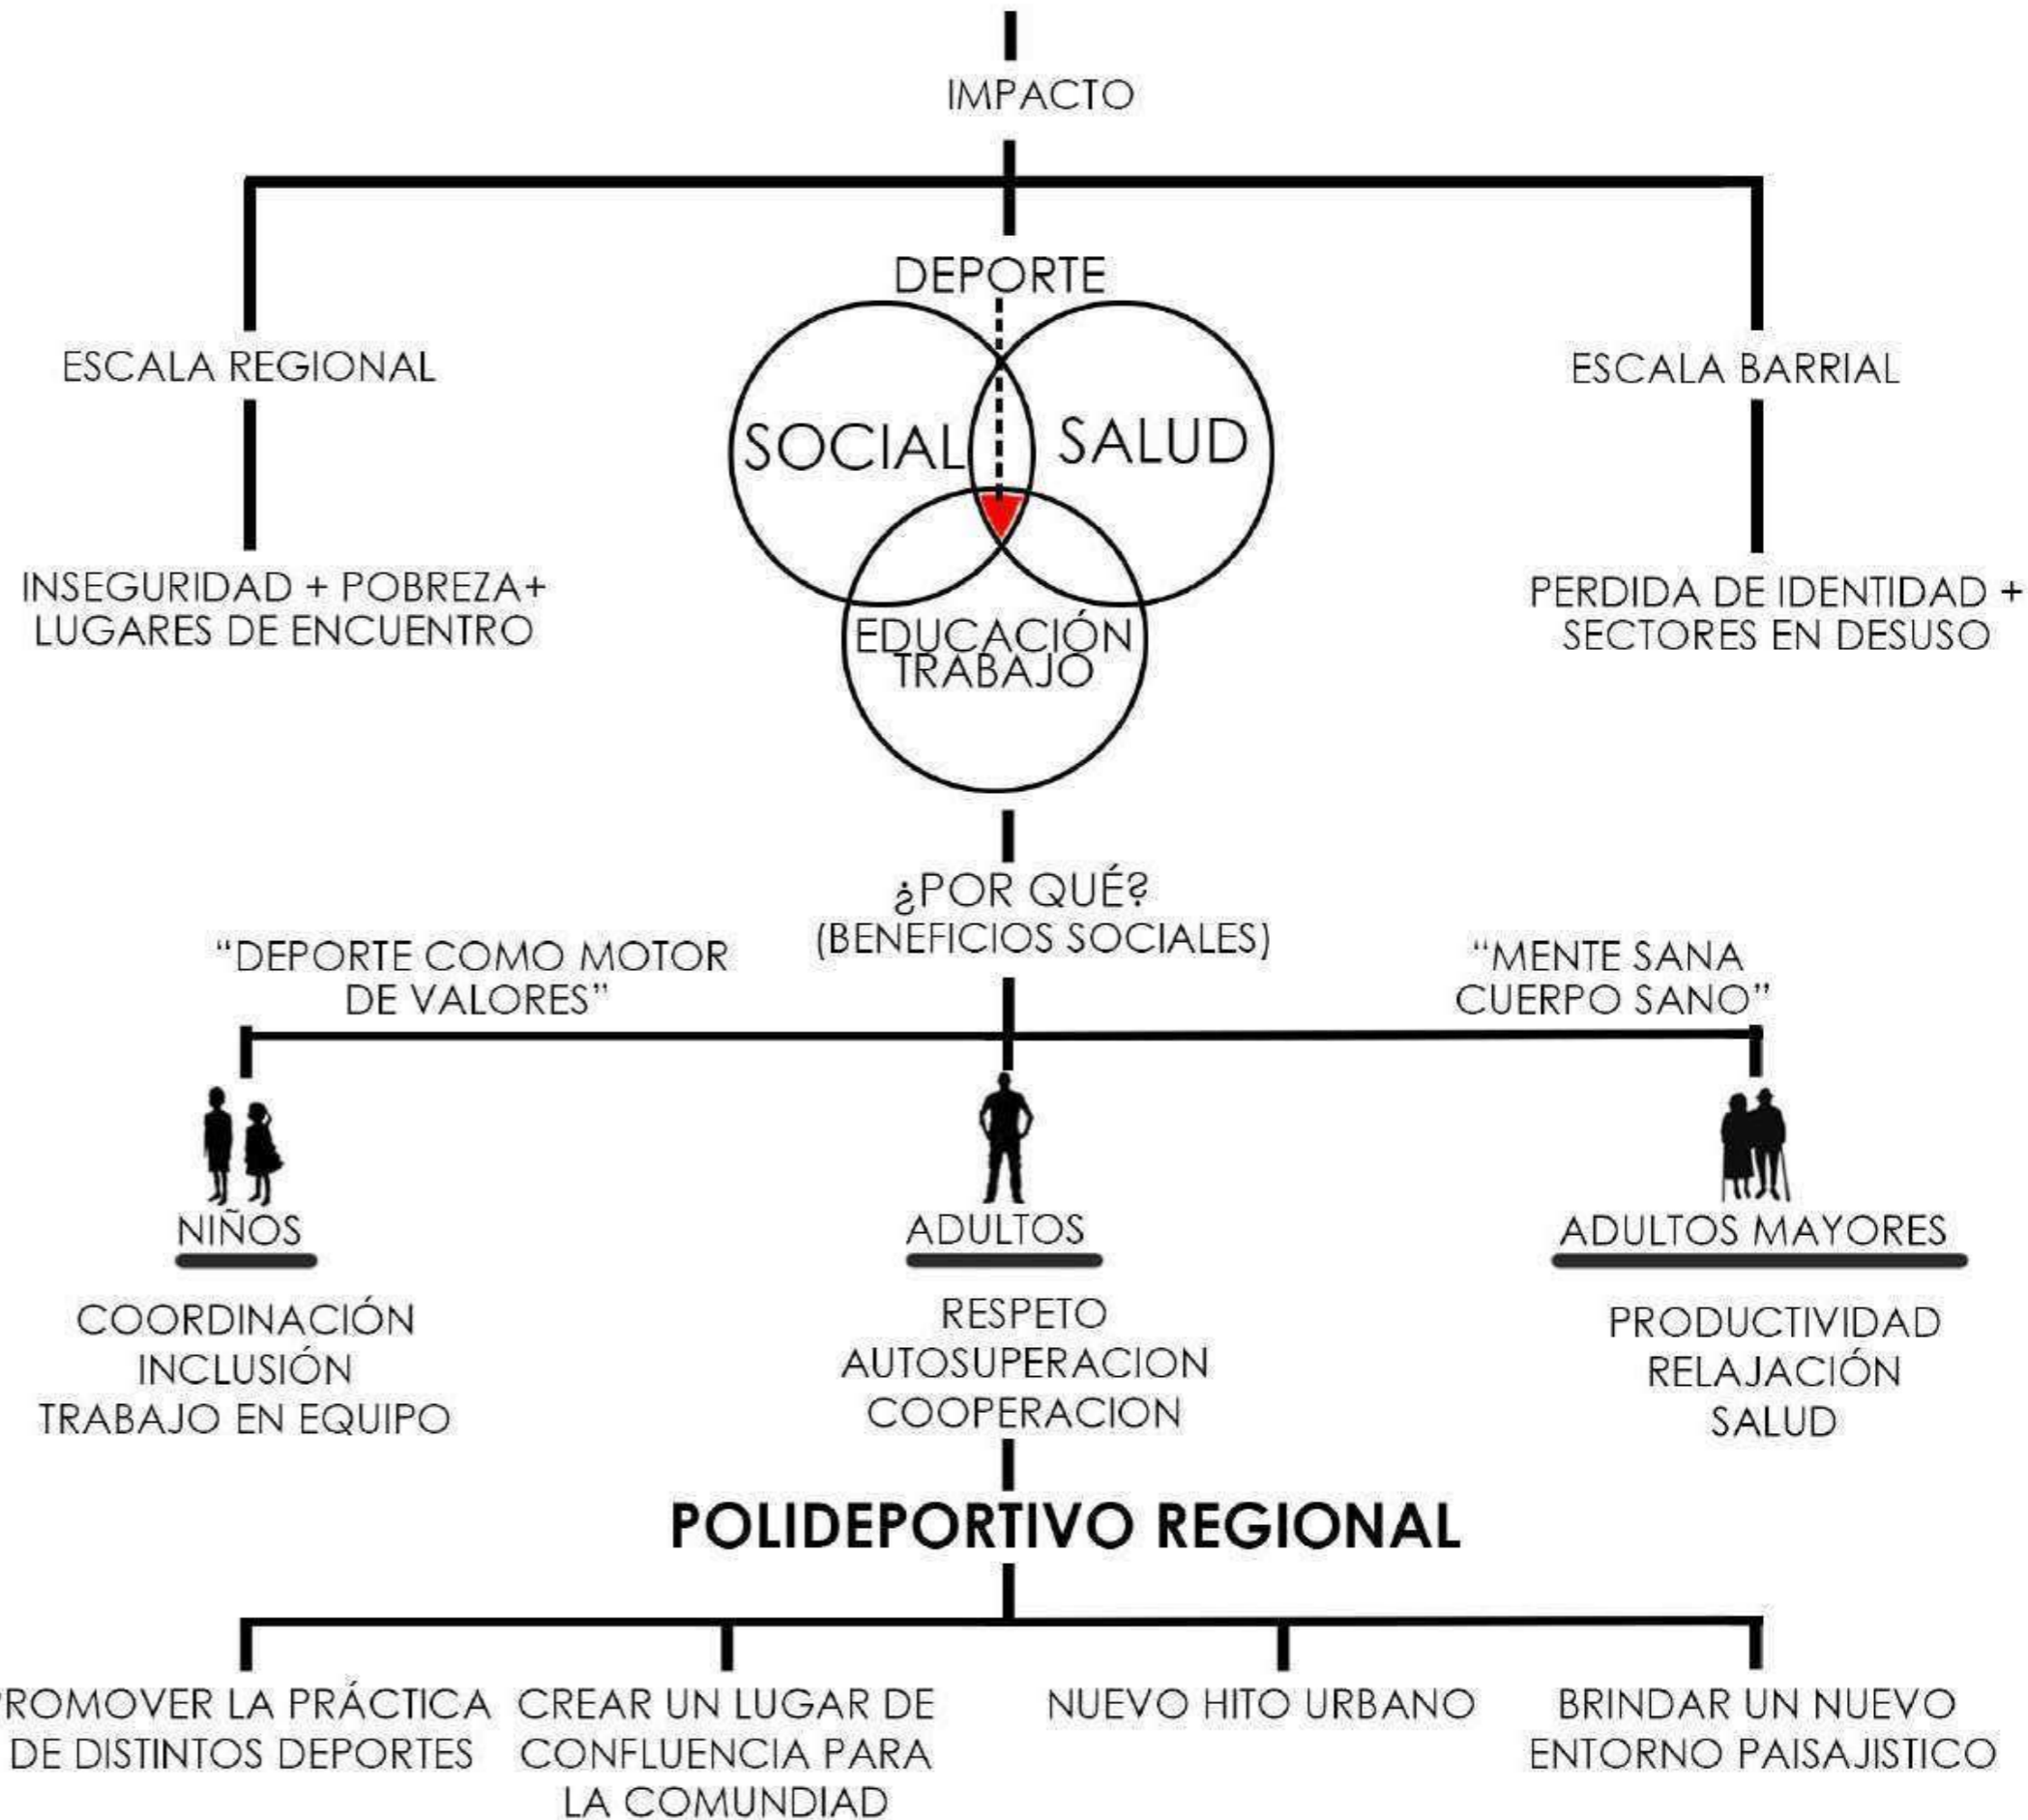 IMPACTO
DEPORTE
ESCALA REGIONAL
ESCALA BARRIAL
SOCIAL
SALUD
INSEGURIDAD + POBREZA+
LUGARES DE ENCUENTRO
PERDIDA DE IDENTIDAD +
SECTORES EN DESUSO
EDUCACIÓN
TRABAJO
¿POR QUÉ?
(BENEFICIOS SOCIALES)
“DEPORTE COMO MOTOR
DE VALORES”
“MENTE SANA
CUERPO SANO”
NIÑOS
COORDINACIÓN
INCLUSIÓN
TRABAJO EN EQUIPO
ADULTOS
RESPETO
AUTOSUPERACION
COOPERACION
ADULTOS MAYORES
PRODUCTIVIDAD
RELAJACIÓN
SALUD
POLIDEPORTIVO REGIONAL
PROMOVER LA PRÁCTICA
DE DISTINTOS DEPORTES
CREAR UN LUGAR DE
CONFLUENCIA PARA
LA COMUNDIAD
NUEVO HITO URBANO
BRINDAR UN NUEVO
ENTORNO PAISAJISTICO